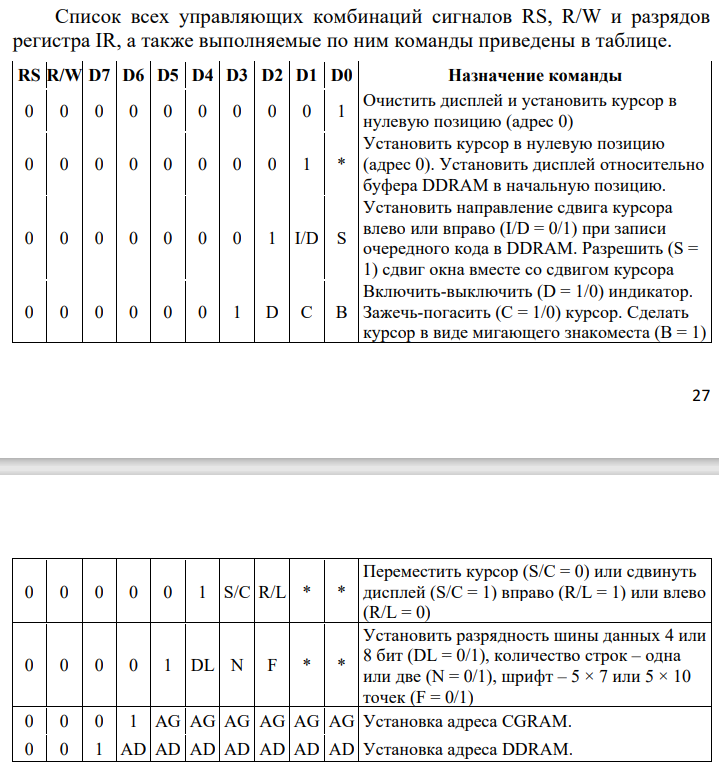 Список всех управляющих комбинаций сигналов RS, R/W и разрядов
регистра IR, а также выполняемые по ним команды приведены в таблице.
RS R/W D7 D6 D5 D4 D3 D2 D1 D0 Назначение команды
0 0 0 0 0 0 0 0 0 1 Очистить дисплей и установить курсор в
нулевую позицию (адрес 0)
0 0 0 0 0 0 0 0 1 * Установить курсор в нулевую позицию
(адрес 0). Установить дисплей относительно
буфера DDRAM в начальную позицию.
0 0 0 0 0 0 0 1 I/D S Установить направление сдвига курсора
влево или вправо (I/D = 0/1) при записи
очередного кода в DDRAM. Разрешить (S =
1) сдвиг окна вместе со сдвигом курсора
0 0 0 0 0 0 1 D C B Включить-выключить (D = 1/0) индикатор.
Зажечь-погасить (C = 1/0) курсор. Сделать
курсор в виде мигающего знакоместа (B = 1)
27
0 0 0 0 0 1 S/C R/L * * Переместить курсор (S/C = 0) или сдвинуть
дисплей (S/C = 1) вправо (R/L = 1) или влево
(R/L = 0)
0 0 0 0 1 DL N F * * Установить разрядность шины данных 4 или
8 бит (DL = 0/1), количество строк – одна
или две (N = 0/1), шрифт – 5 × 7 или 5 × 10
точек (F = 0/1)
0 0 0 1 AG AG AG AG AG AG Установка адреса CGRAM.
0 0 1 AD AD AD AD AD AD AD Установка адреса DDRAM.